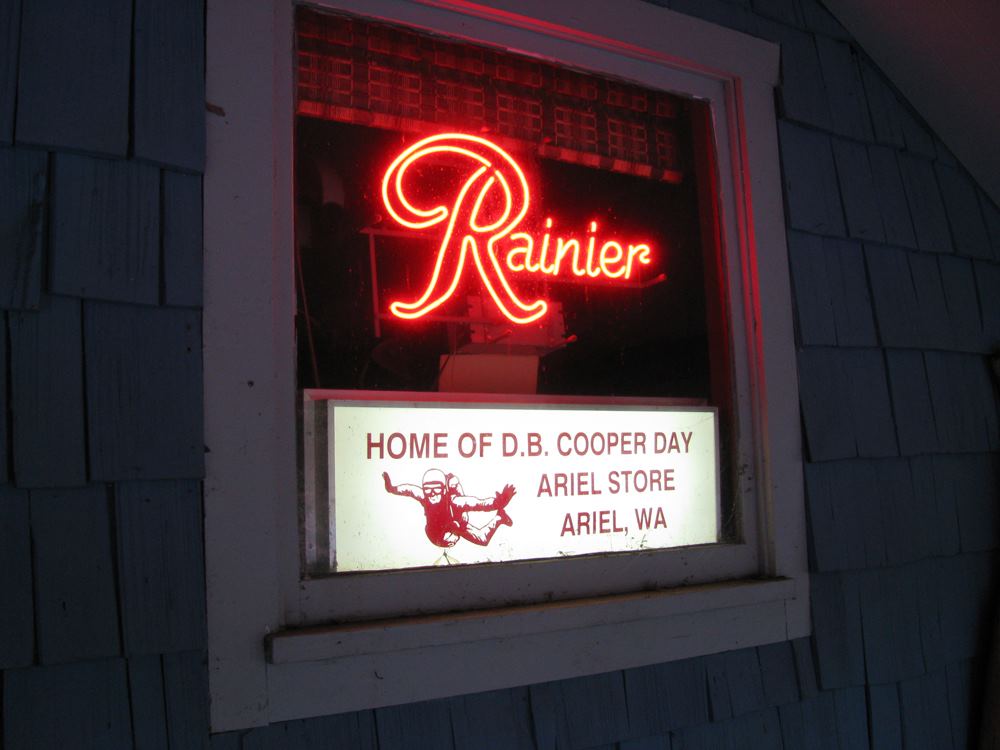 Rainier
HOME OF D.B. COOPER DAY
ARIEL STORE
ARIEL, WA